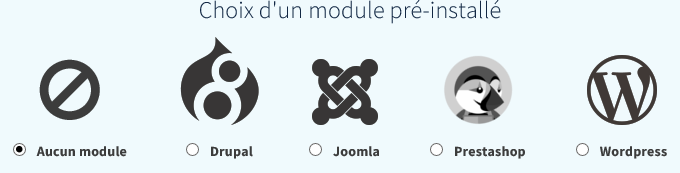 Choix d'un module pré-installé
Aucun module Drupal Joomla Prestashop Wordpress